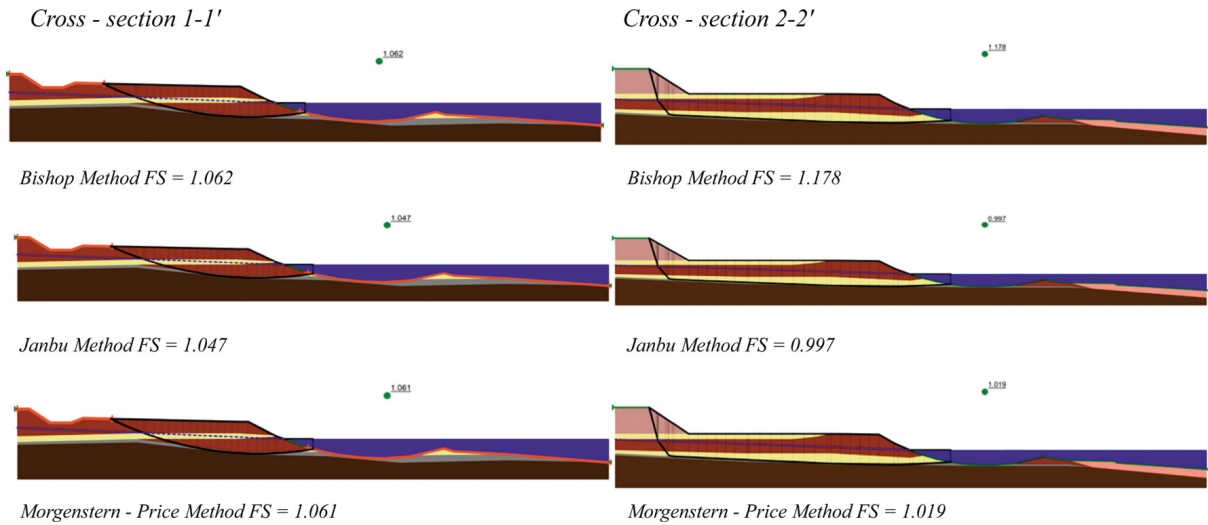 Cross - section 1-1'
Cross - section 2-2'
1.062
1.178
Bishop Method FS = 1.062
Bishop Method FS = 1.178
1.047
0.997
Janbu Method FS = 1.047
Janbu Method FS = 0.997
1.061
1.019
Morgenstern - Price Method FS = 1.061
Morgenstern - Price Method FS = 1.019